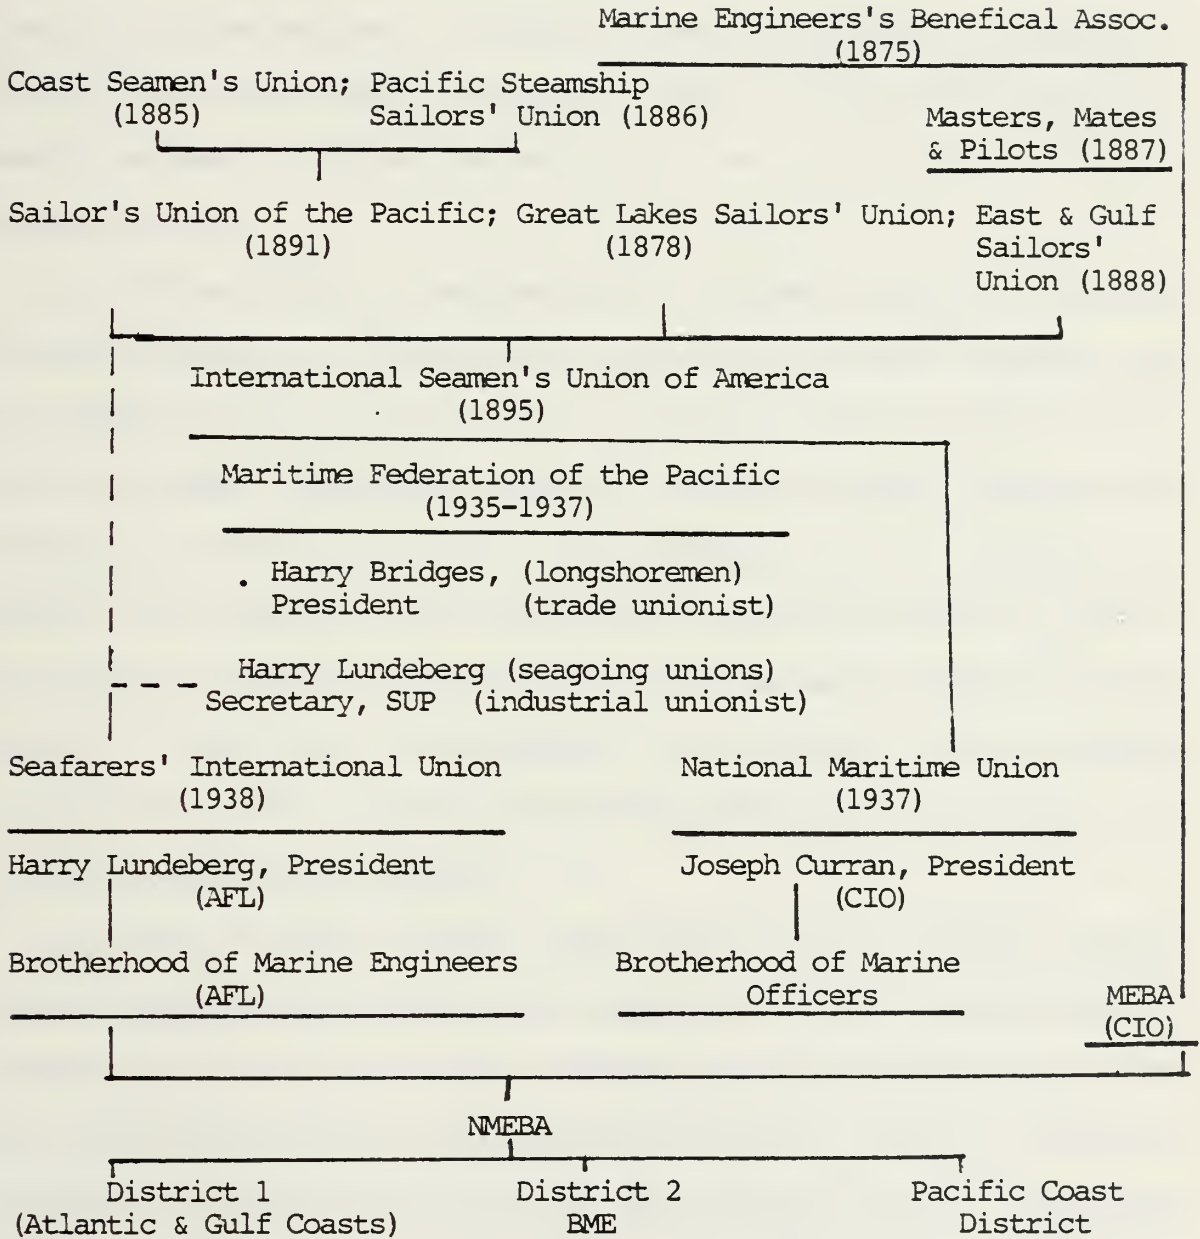 Marine Engineers's Benefical Assoc.
(1875)
Coast Seamen's Union; Pacific Steamship
(1885) Sailors' Union (1886)
Masters, Mates
& Pilots (1887)
Sailor's Union of the Pacific; Great Lakes Sailors' Union; East & Gulf
(1891) (1878) Sailors'
Union (1888)
International Seamen's Union of America
(1895)
Maritime Federation of the Pacific
(1935-1937)
Harry Bridges, (longshoremen)
President (trade unionist)
Harry Lundeberg (seagoing unions)
Secretary, SUP (industrial unionist)
Seafarers' International Union
(1938)
National Maritime Union
(1937)
Harry Lundeberg, President
(AFL)
Joseph Curran, President
(CIO)
Brotherhood of Marine Engineers
(AFL)
Brotherhood of Marine
Officers
MEBA
(CIO)
NMEBA
District 1
(Atlantic & Gulf Coasts)
District 2
BME
Pacific Coast
District